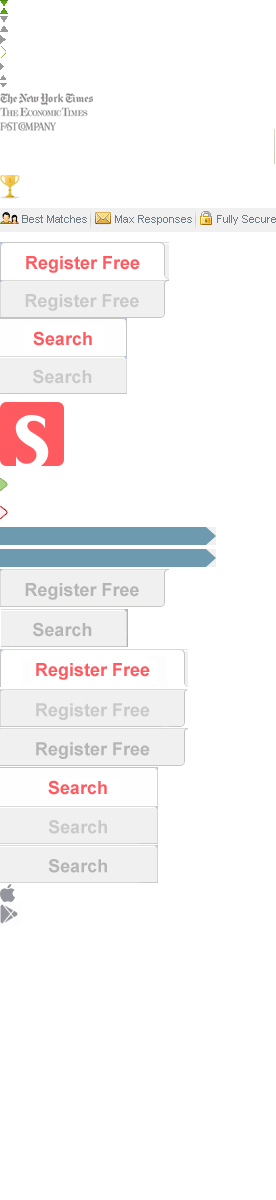 The New York Times
THE ECONOMIC TIMES
FAST COMPANY
Best Matches Max Responses Fully Secure
Register Free
Register Free
Search
Search
S
Register Free
Search
Register Free
Register Free
Register Free
Search
Search
Search